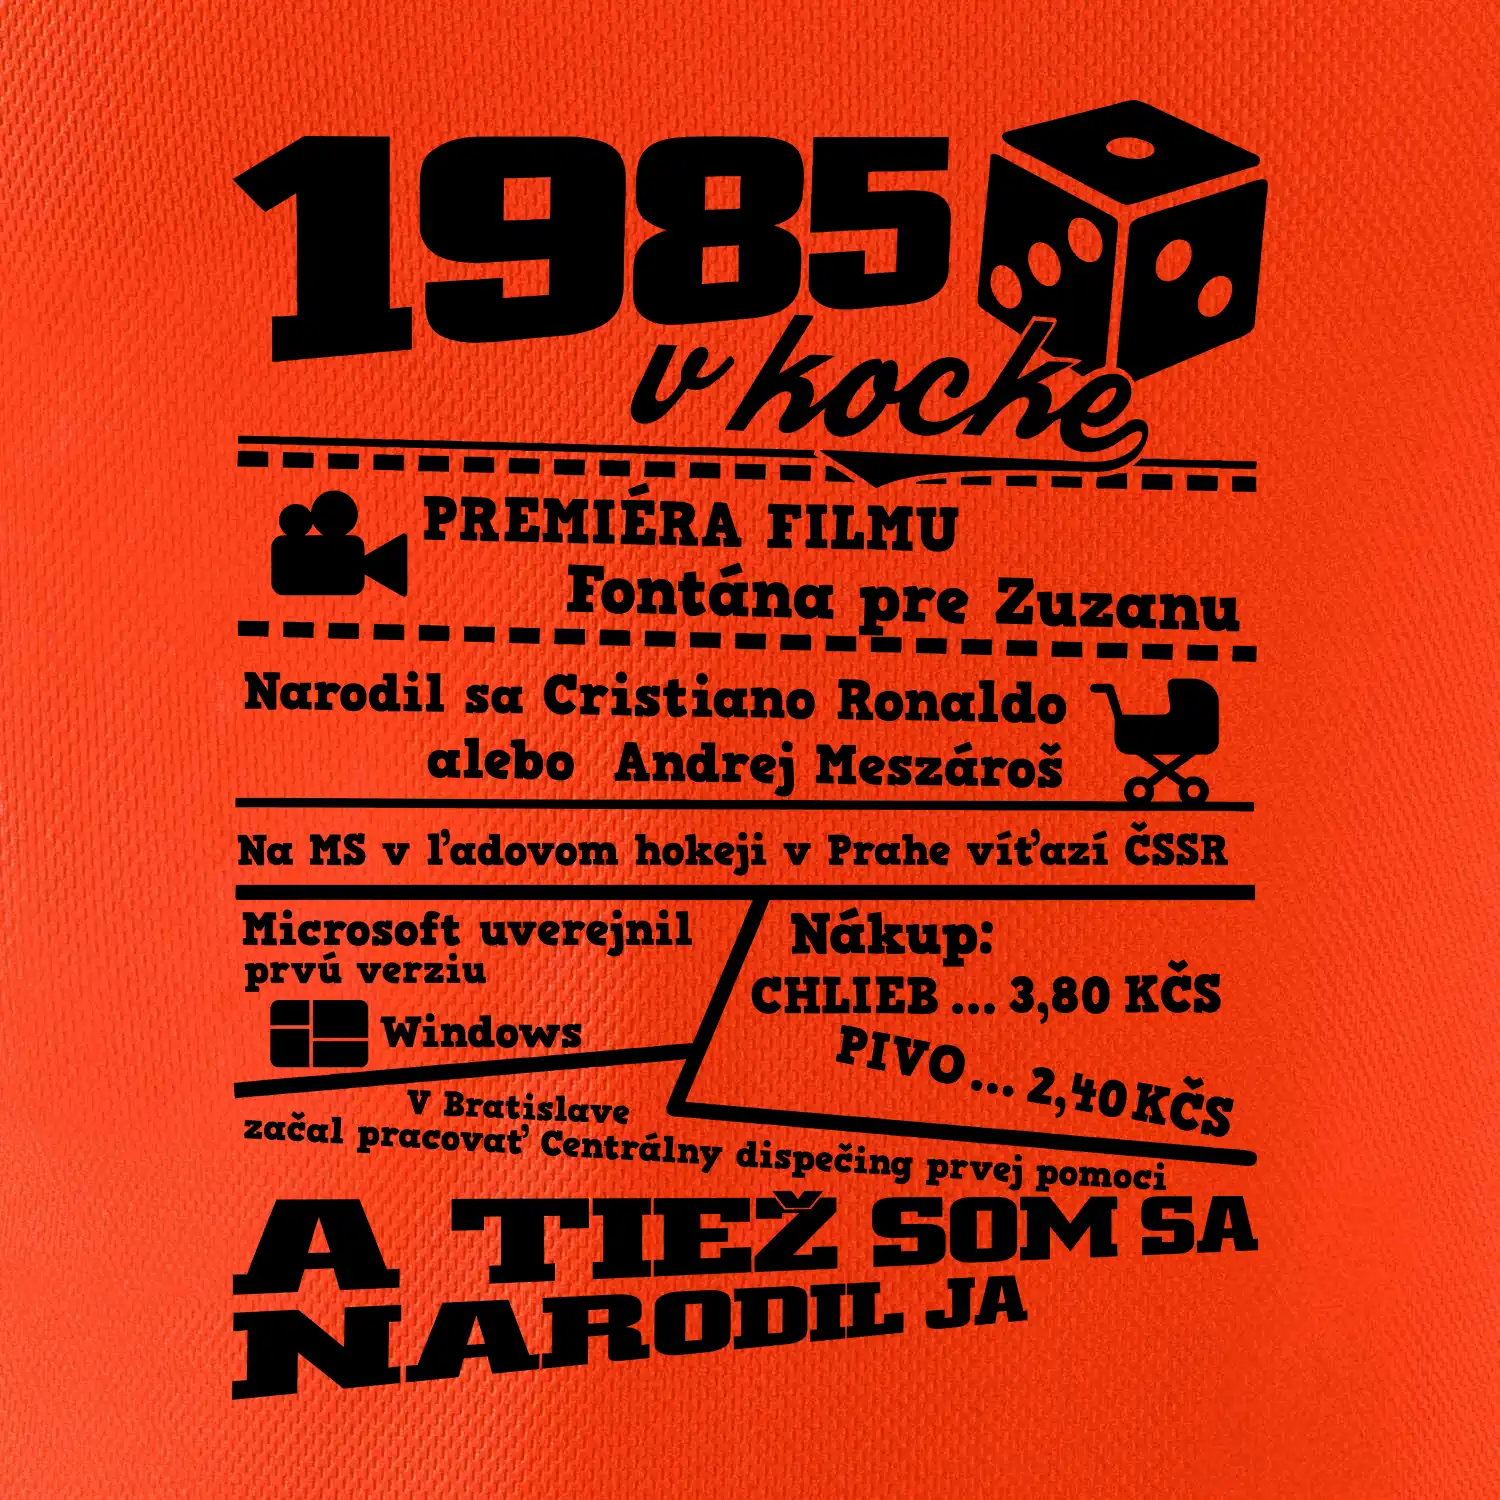 1985
v kocke
PREMIÉRA FILMU
Fontána pre Zuzanu
Narodil sa Cristiano Ronaldo
alebo Andrej Meszároš
Na MS v ľadovom hokeji v Prahe víťazí ČSSR
Microsoft uverejnil
prvú verziu
Windows
Nákup:
CHLIEB ... 3,80 KČS
PIVO ... 2,40 KČS
V Bratislave
začal pracovať Centrálny dispečing prvej pomoci
A TIEŽ SOM SA
NARODIL JA